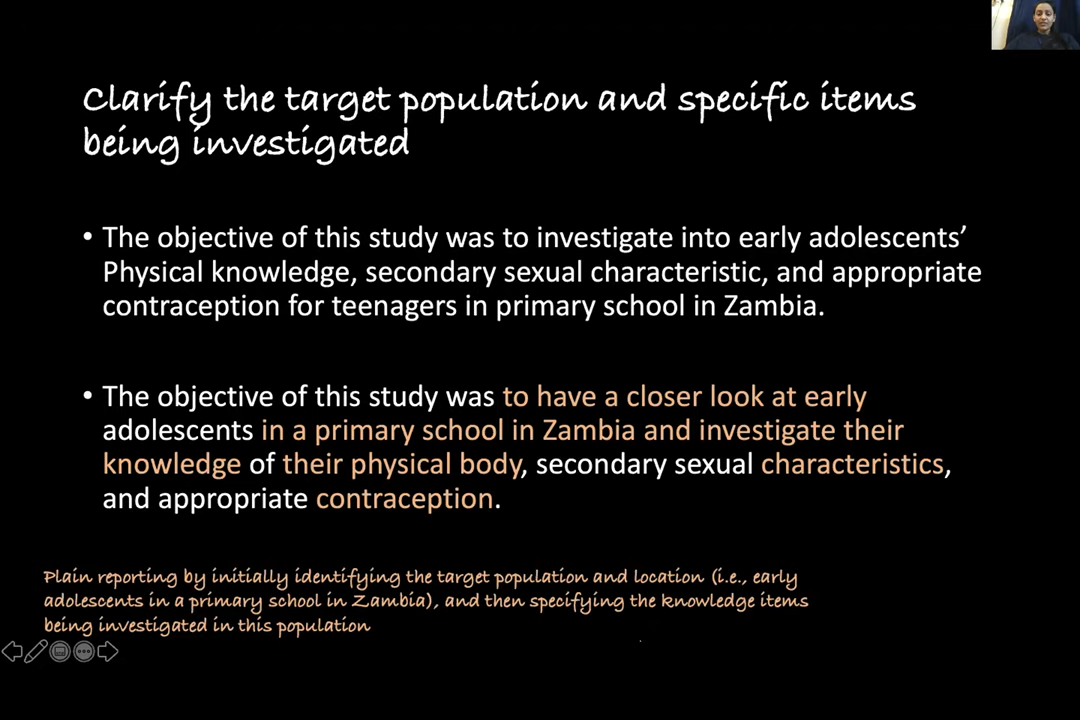 Clarify the target population and specific items
being investigated
• The objective of this study was to investigate into early adolescents’
Physical knowledge, secondary sexual characteristic, and appropriate
contraception for teenagers in primary school in Zambia.
• The objective of this study was to have a closer look at early
adolescents in a primary school in Zambia and investigate their
knowledge of their physical body, secondary sexual characteristics,
and appropriate contraception.
Plain reporting by initially identifying the target population and location (i.e., early
adolescents in a primary school in Zambia), and then specifying the knowledge items
being investigated in this population